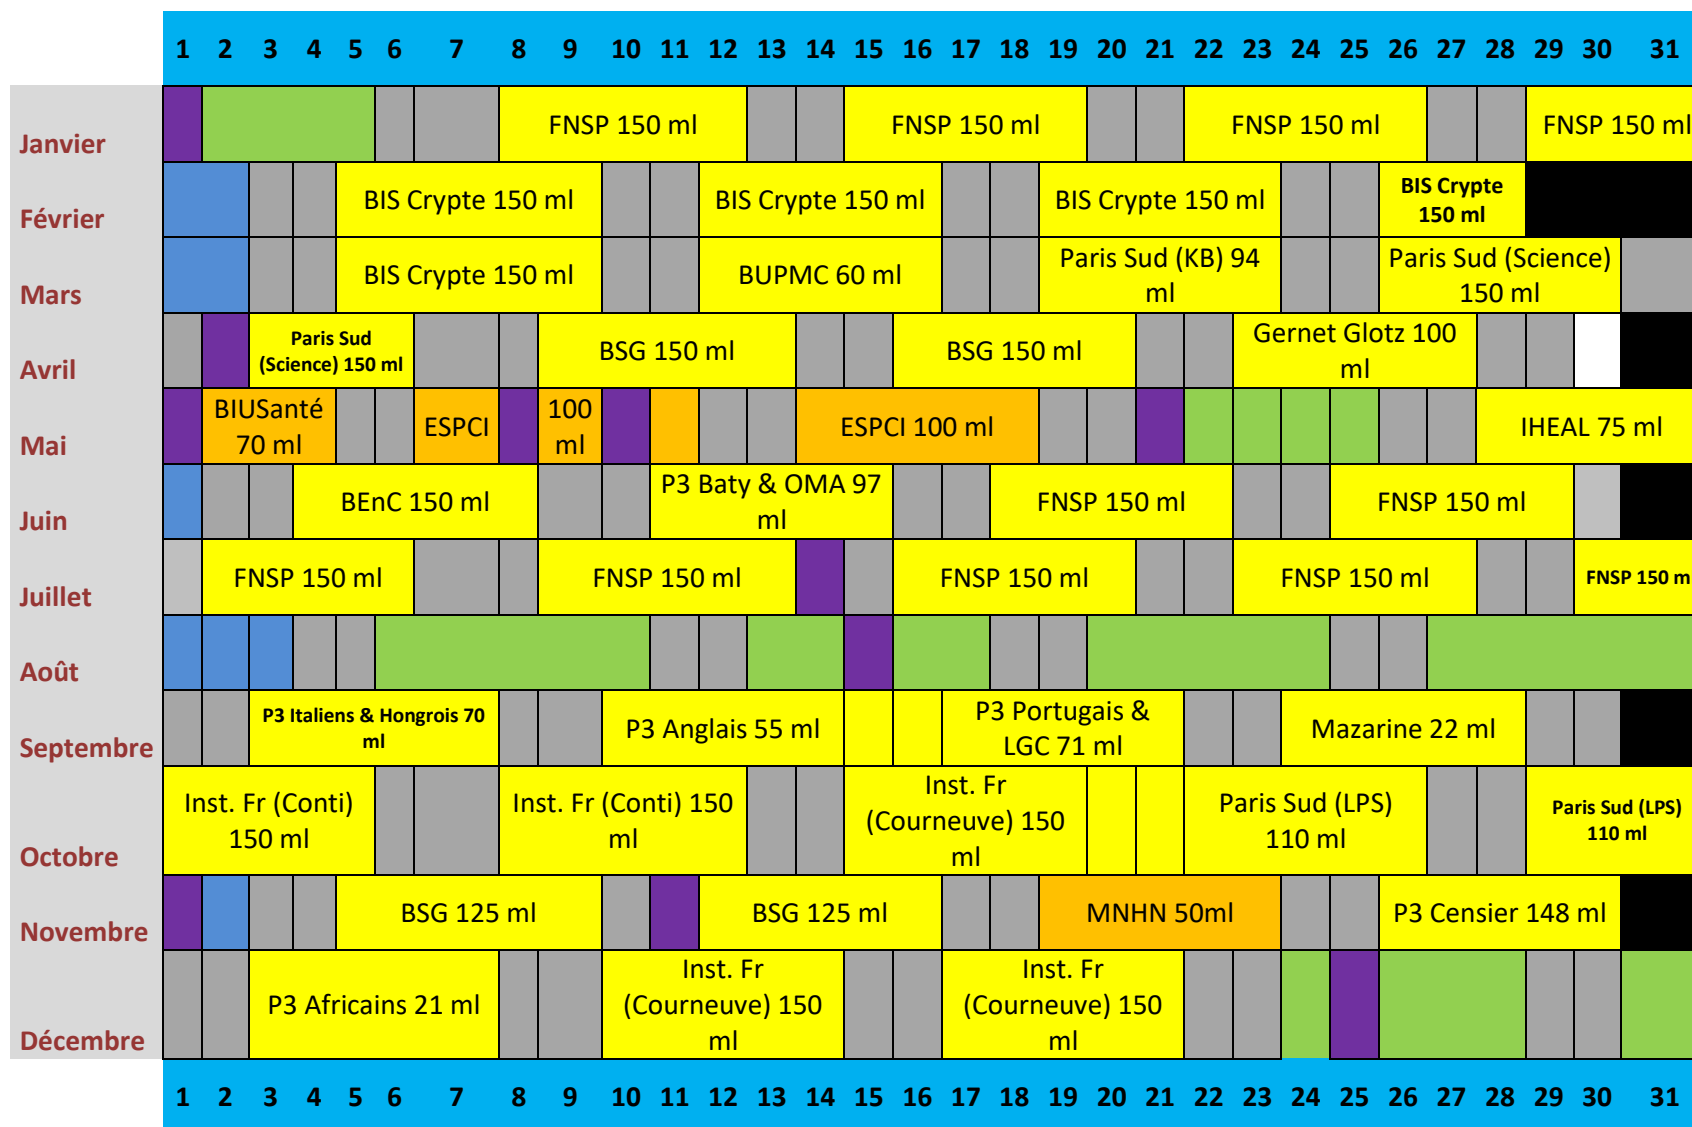 1 2 3 4 5 6 7 8 9 10 11 12 13 14 15 16 17 18 19 20 21 22 23 24 25 26 27 28 29 30 31
Janvier
FNSP 150 ml
FNSP 150 ml
FNSP 150 ml
FNSP 150 ml
Février
BIS Crypte 150 ml
BIS Crypte 150 ml
BIS Crypte 150 ml
BIS Crypte
150 ml
Mars
BIS Crypte 150 ml
BUPMC 60 ml
Paris Sud (KB) 94
ml
Paris Sud (Science)
150 ml
Avril
Paris Sud
(Science) 150 ml
BSG 150 ml
BSG 150 ml
Gernet Glotz 100
ml
Mai
BIUSanté
70 ml
ESPCI
100
ml
ESPCI 100 ml
IHEAL 75 ml
Juin
BEnC 150 ml
P3 Baty & OMA 97
ml
FNSP 150 ml
FNSP 150 ml
Juillet
FNSP 150 ml
FNSP 150 ml
FNSP 150 ml
FNSP 150 ml
FNSP 150 m
Août
Septembre
P3 Italiens & Hongrois 70
ml
P3 Anglais 55 ml
P3 Portugais &
LGC 71 ml
Mazarine 22 ml
Octobre
Inst. Fr (Conti)
150 ml
Inst. Fr (Conti) 150
ml
Inst. Fr
(Courneuve) 150
ml
Paris Sud (LPS)
110 ml
Paris Sud (LPS)
110 ml
Novembre
BSG 125 ml
BSG 125 ml
MNHN 50ml
P3 Censier 148 ml
Décembre
P3 Africains 21 ml
Inst. Fr
(Courneuve) 150
ml
Inst. Fr
(Courneuve) 150
ml
1 2 3 4 5 6 7 8 9 10 11 12 13 14 15 16 17 18 19 20 21 22 23 24 25 26 27 28 29 30 31